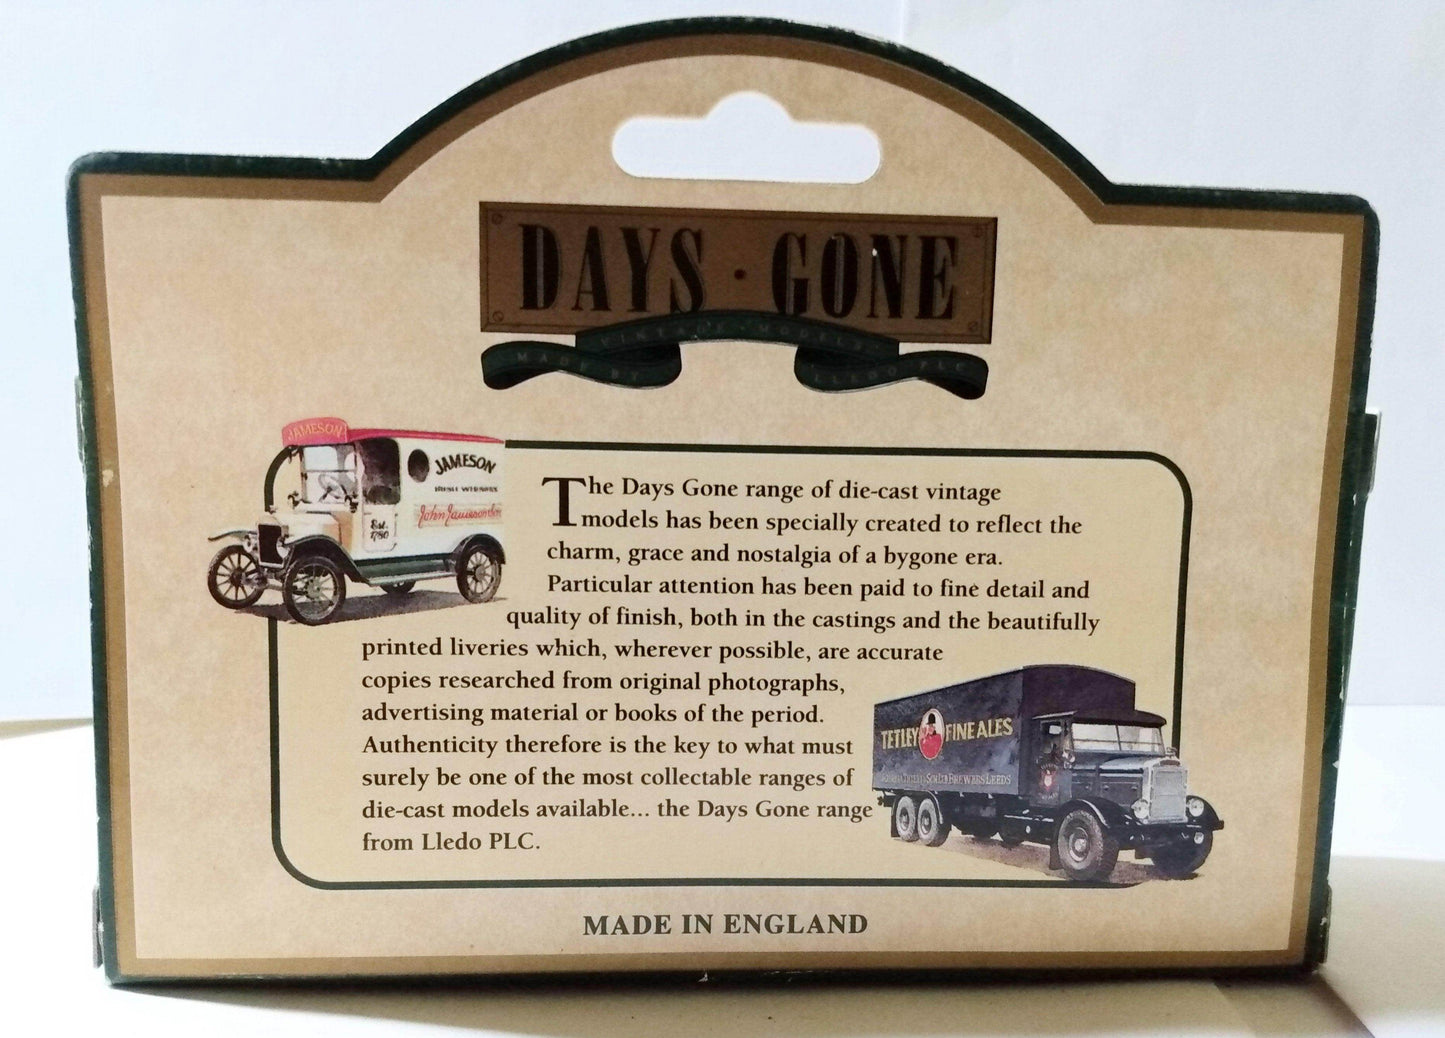 DAYS · GONE
VINTAGE · MODELS
MADE BY LLEDO PLC
JAMESON
JAMESON
IRISH WHISKEY
John Jameson & Son
Est.
1780
The Days Gone range of die-cast vintage
models has been specially created to reflect the
charm, grace and nostalgia of a bygone era.
Particular attention has been paid to fine detail and
quality of finish, both in the castings and the beautifully
printed liveries which, wherever possible, are accurate
copies researched from original photographs,
advertising material or books of the period.
Authenticity therefore is the key to what must
surely be one of the most collectable ranges of
die-cast models available... the Days Gone range
from Lledo PLC.
TETLEY FINE ALES
TETLEY & SON LTD BREWERS LEEDS
MADE IN ENGLAND